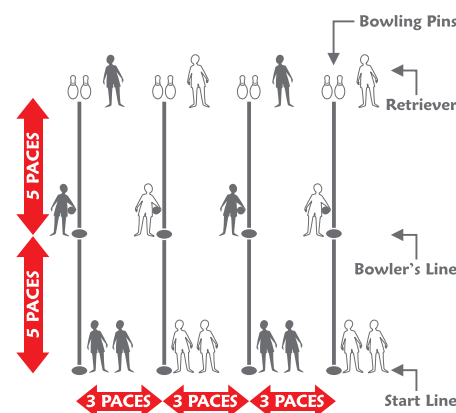 Bowling Pins
Retriever
5 PACES
Bowler's Line
5 PACES
3 PACES
3 PACES
3 PACES
Start Line